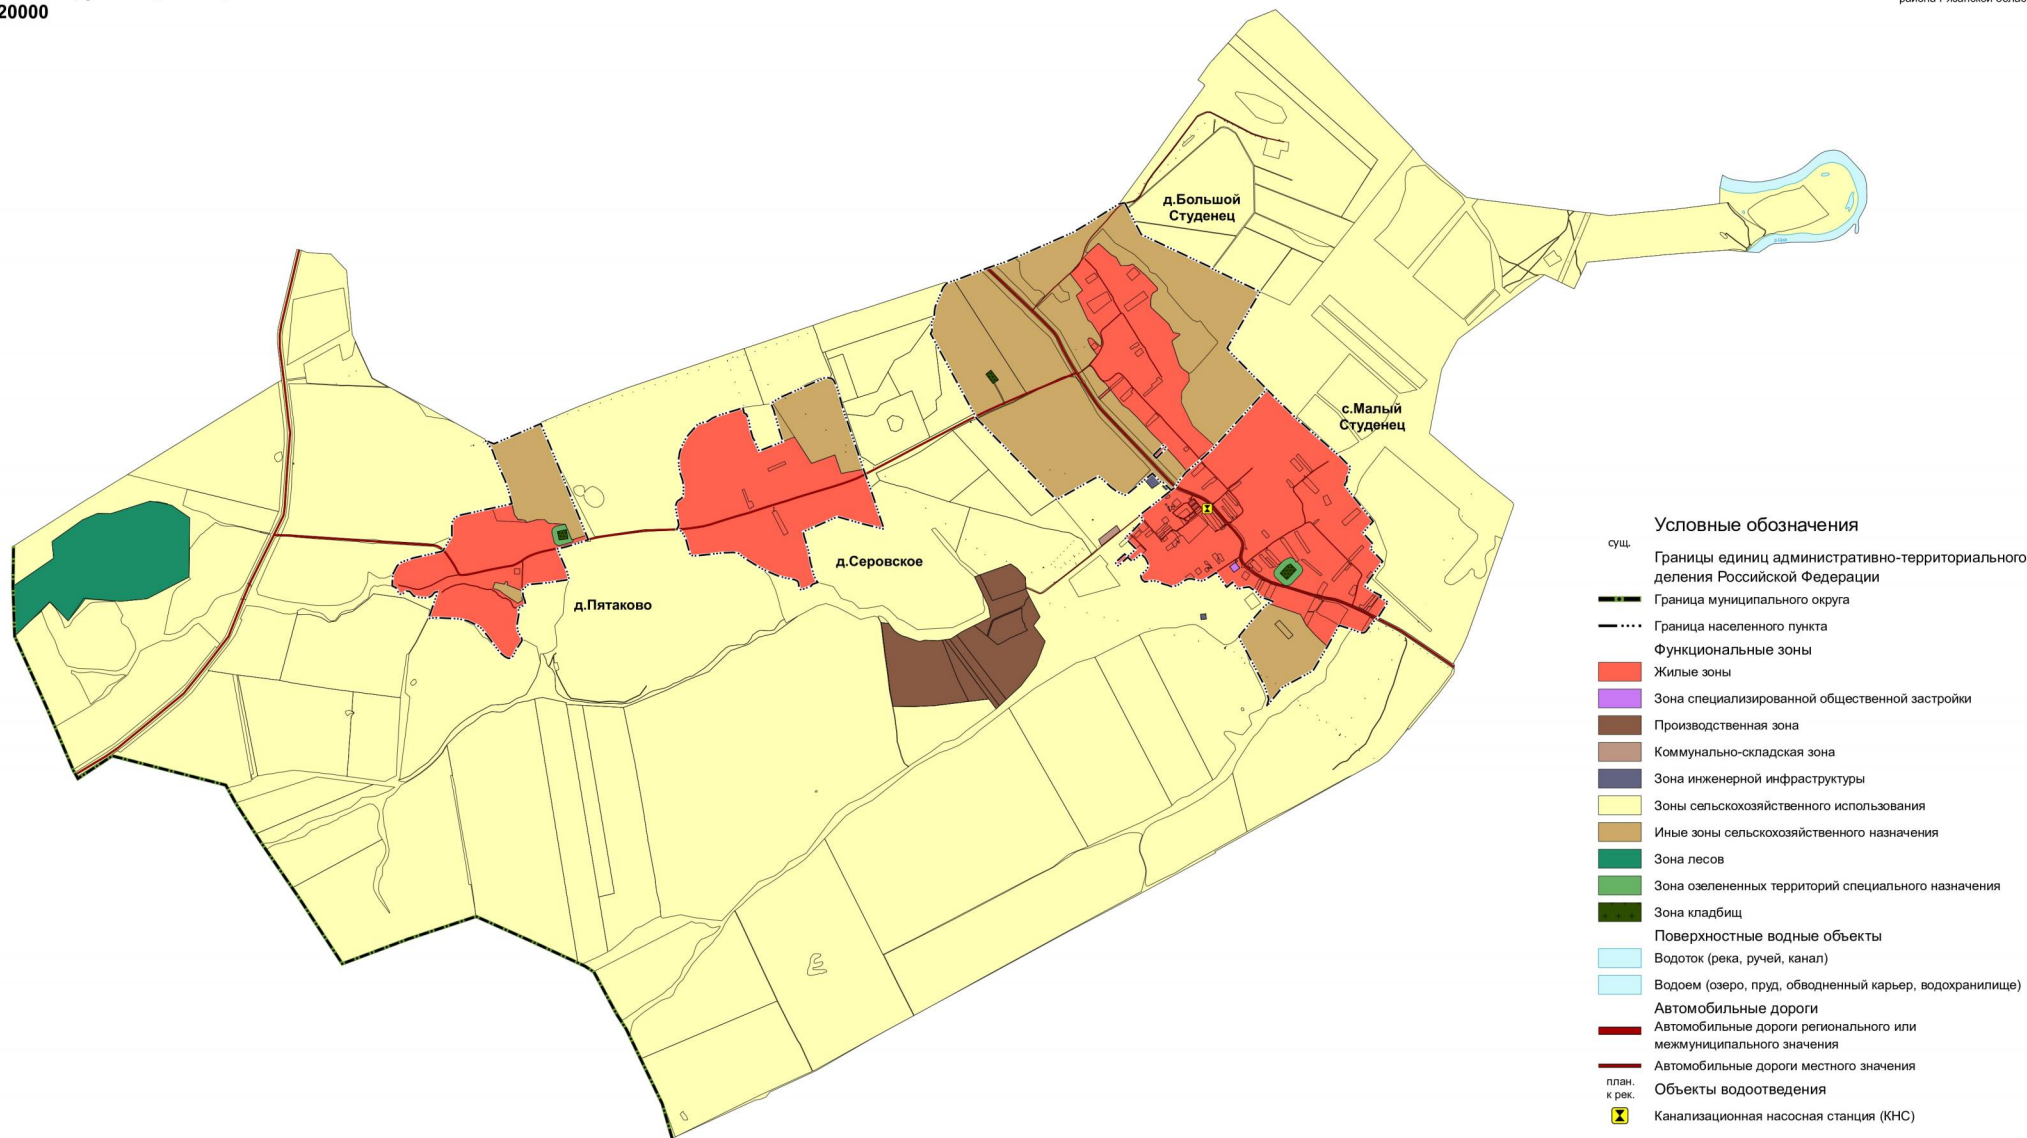 20000
д.Большой
Студенец
с.Малый
Студенец
д.Серовское
д.Пятаково
Условные обозначения
сущ.
Границы единиц административно-территориального
деления Российской Федерации
Граница муниципального округа
Граница населенного пункта
Функциональные зоны
Жилые зоны
Зона специализированной общественной застройки
Производственная зона
Коммунально-складская зона
Зона инженерной инфраструктуры
Зоны сельскохозяйственного использования
Иные зоны сельскохозяйственного назначения
Зона лесов
Зона озелененных территорий специального назначения
Зона кладбищ
Поверхностные водные объекты
Водоток (река, ручей, канал)
Водоем (озеро, пруд, обводненный карьер, водохранилище)
Автомобильные дороги
Автомобильные дороги регионального или
межмуниципального значения
Автомобильные дороги местного значения
план.
к рек.
Объекты водоотведения
Канализационная насосная станция (КНС)